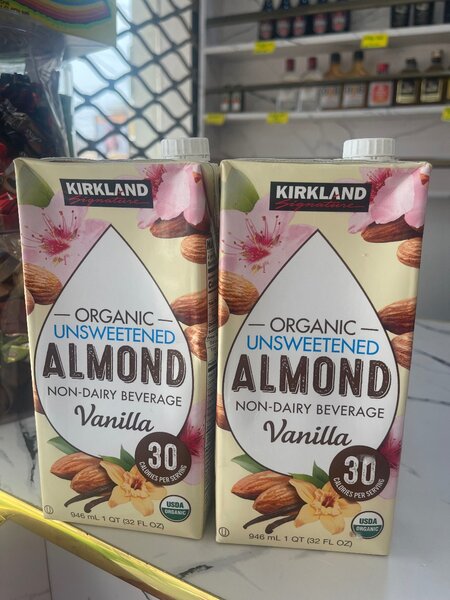 KIRKLAND
Signature
ORGANIC
UNSWEETENED
ALMOND
NON-DAIRY BEVERAGE
Vanilla
30
CALORIES PER SERVING
USDA
ORGANIC
946 mL 1 QT (32 FL OZ)
KIRKLAND
Signature
ORGANIC
UNSWEETENED
ALMOND
NON-DAIRY BEVERAGE
Vanilla
30
CALORIES PER SERVING
USDA
ORGANIC
946 mL 1 QT (32 FL OZ)